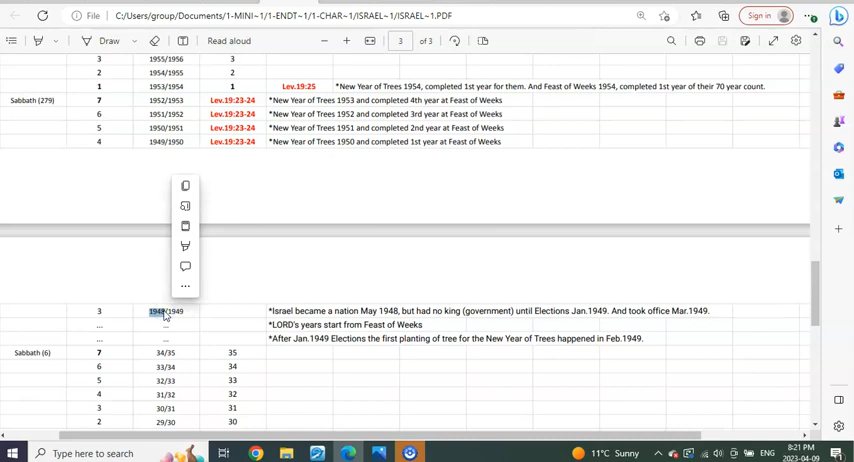 File C:/Users/group/Documents/1-MINI~1/1-ENDT~1/1-CHAR~1/ISRAEL/ISRAEL~1.PDF
Sign in
Draw Read aloud 3 of 3
3 1955/1956 3
2 1954/1955 2
1 1953/1954 1 Lev.19:25 *New Year of Trees 1954, completed 1st year for them. And Feast of Weeks 1954, completed 1st year of their 70 year count.
Sabbath (279) 7 1952/1953 Lev.19:23-24 *New Year of Trees 1953 and completed 4th year at Feast of Weeks
6 1951/1952 Lev.19:23-24 *New Year of Trees 1952 and completed 3rd year at Feast of Weeks
5 1950/1951 Lev.19:23-24 *New Year of Trees 1951 and completed 2nd year at Feast of Weeks
4 1949/1950 Lev.19:23-24 *New Year of Trees 1950 and completed 1st year at Feast of Weeks
3 1948/1949 *Israel became a nation May 1948, but had no king (government) until Elections Jan.1949. And took office Mar.1949.
... ... *LORD's years start from Feast of Weeks
... ... *After Jan.1949 Elections the first planting of tree for the New Year of Trees happened in Feb.1949.
Sabbath (6) 7 34/35 35
6 33/34 34
5 32/33 33
4 31/32 32
3 30/31 31
2 29/30 30
Type here to search 11°C Sunny ENG 8:21 PM
2023-04-09